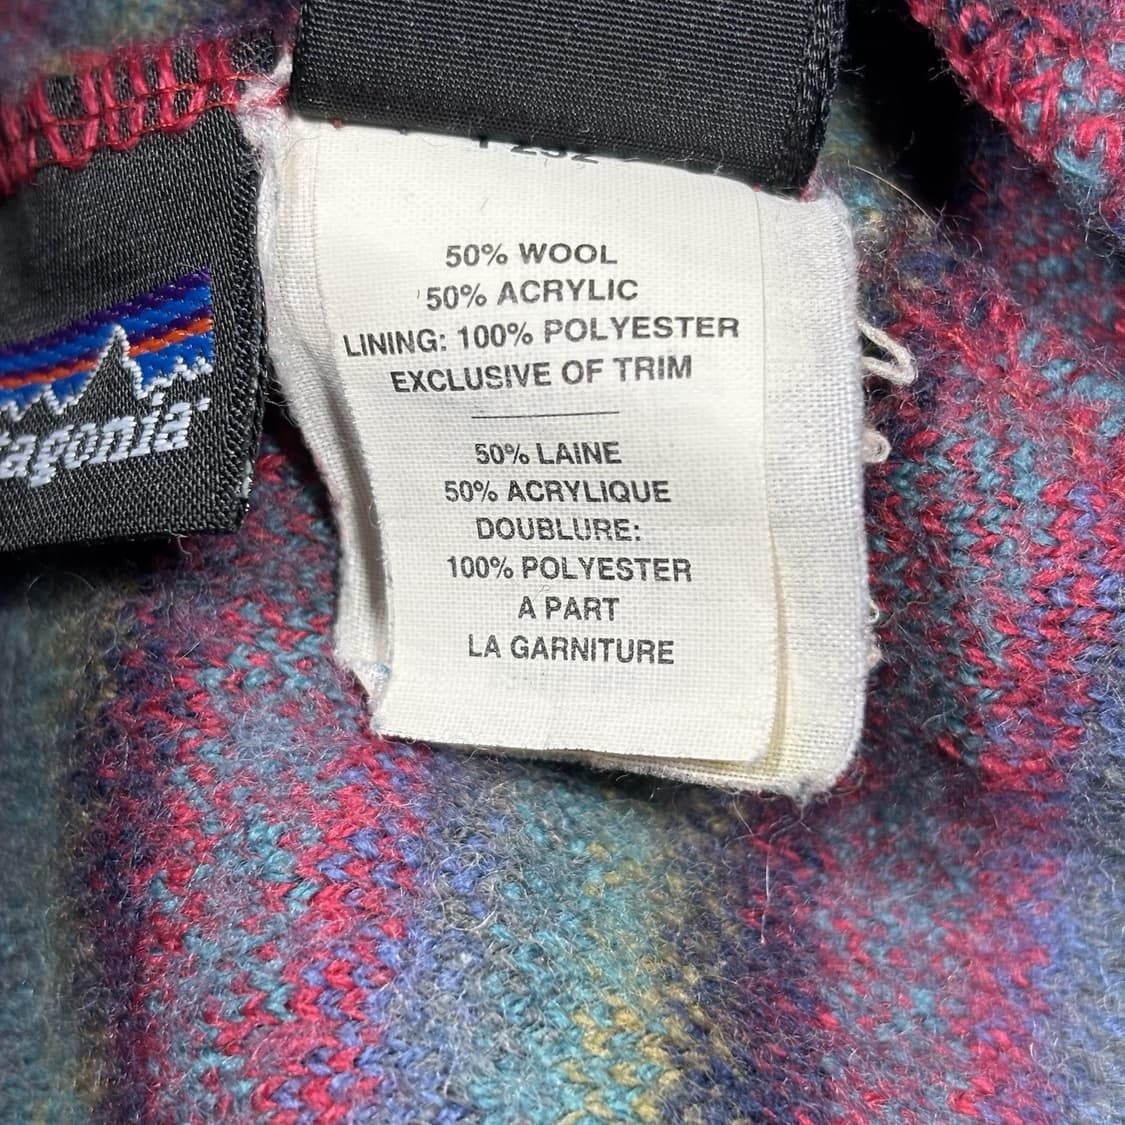 50% WOOL
50% ACRYLIC
LINING: 100% POLYESTER
EXCLUSIVE OF TRIM
50% LAINE
50% ACRYLIQUE
DOUBLURE:
100% POLYESTER
A PART
LA GARNITURE
tagonia